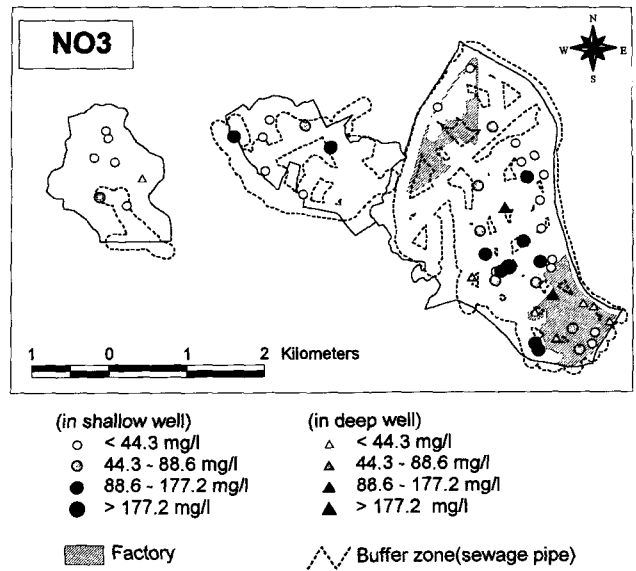 NO3
N
W E
S
1 0 1 2 Kilometers
(in shallow well) (in deep well)
< 44.3 mg/l < 44.3 mg/l
44.3 - 88.6 mg/l 44.3 - 88.6 mg/l
88.6 - 177.2 mg/l 88.6 - 177.2 mg/l
> 177.2 mg/l > 177.2 mg/l
Factory Buffer zone(sewage pipe)